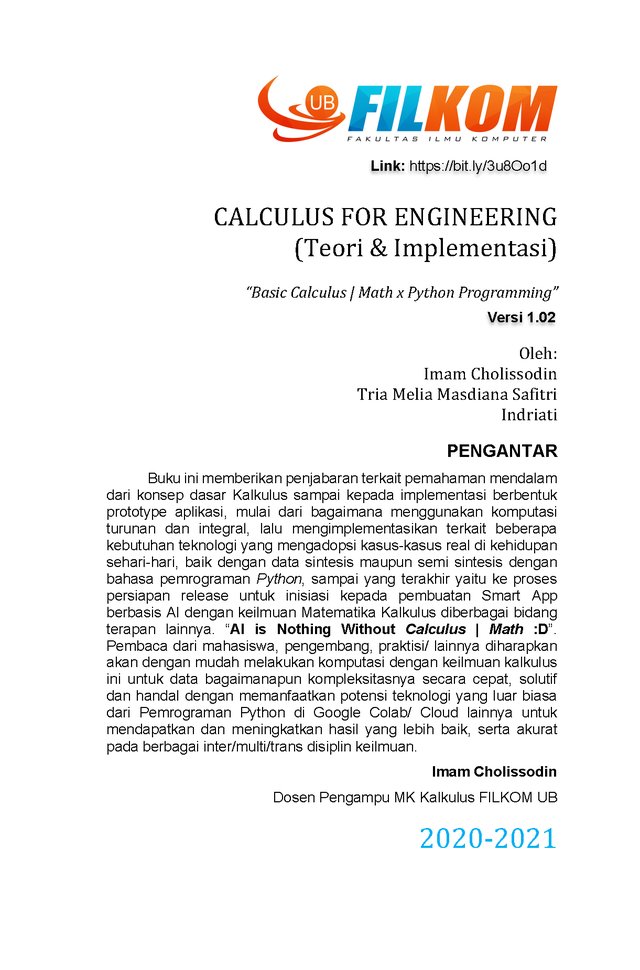 UB FILKOM
FAKULTAS ILMU KOMPUTER
Link: https://bit.ly/3u8Oo1d
CALCULUS FOR ENGINEERING
(Teori & Implementasi)
“Basic Calculus | Math x Python Programming”
Versi 1.02
Oleh:
Imam Cholissodin
Tria Melia Masdiana Safitri
Indriati
PENGANTAR
Buku ini memberikan penjabaran terkait pemahaman mendalam
dari konsep dasar Kalkulus sampai kepada implementasi berbentuk
prototype aplikasi, mulai dari bagaimana menggunakan komputasi
turunan dan integral, lalu mengimplementasikan terkait beberapa
kebutuhan teknologi yang mengadopsi kasus-kasus real di kehidupan
sehari-hari, baik dengan data sintesis maupun semi sintesis dengan
bahasa pemrograman Python, sampai yang terakhir yaitu ke proses
persiapan release untuk inisiasi kepada pembuatan Smart App
berbasis AI dengan keilmuan Matematika Kalkulus diberbagai bidang
terapan lainnya. “AI is Nothing Without Calculus | Math :D”.
Pembaca dari mahasiswa, pengembang, praktisi/ lainnya diharapkan
akan dengan mudah melakukan komputasi dengan keilmuan kalkulus
ini untuk data bagaimanapun kompleksitasnya secara cepat, solutif
dan handal dengan memanfaatkan potensi teknologi yang luar biasa
dari Pemrograman Python di Google Colab/ Cloud lainnya untuk
mendapatkan dan meningkatkan hasil yang lebih baik, serta akurat
pada berbagai inter/multi/trans disiplin keilmuan.
Imam Cholissodin
Dosen Pengampu MK Kalkulus FILKOM UB
2020-2021